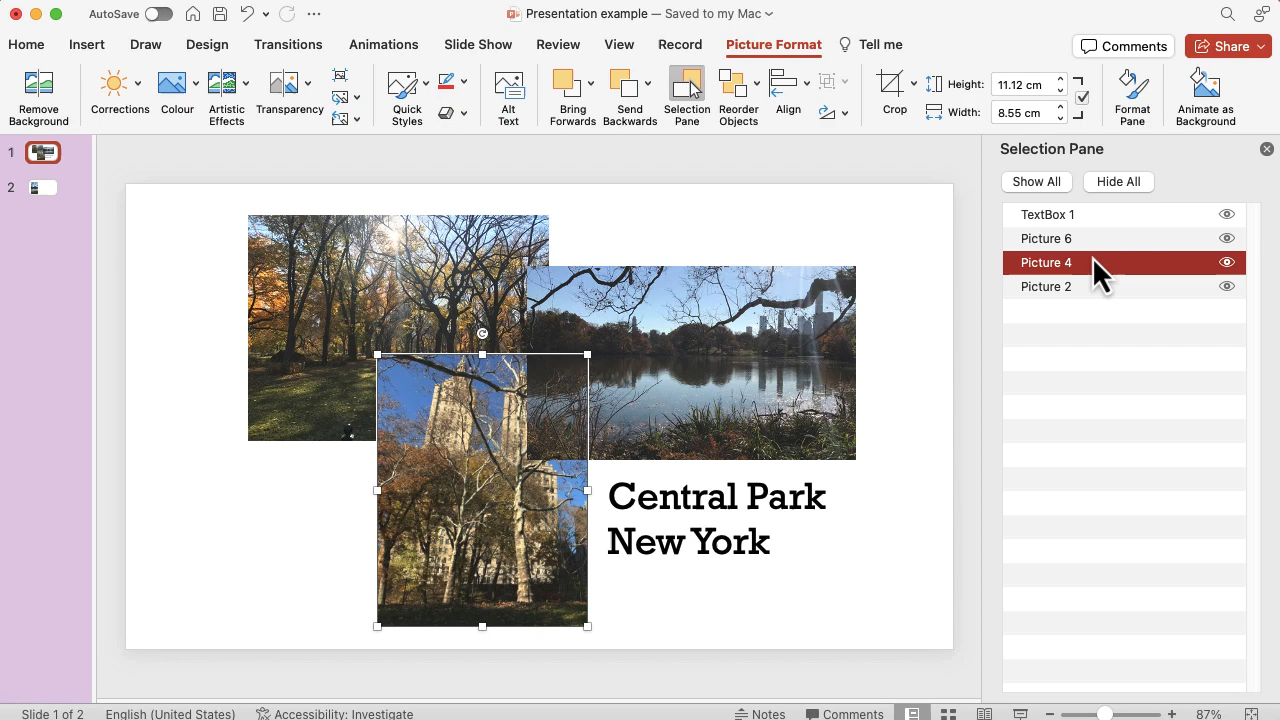 AutoSave
Presentation example — Saved to my Mac
Home Insert Draw Design Transitions Animations Slide Show Review View Record Picture Format Tell me Comments Share
Remove Background
Corrections
Colour
Artistic Effects
Transparency
Quick Styles
Alt Text
Bring Forwards
Send Backwards
Selection Pane
Reorder Objects
Align
Crop
Height: 11.12 cm
Width: 8.55 cm
Format Pane
Animate as Background
1
2
Selection Pane
Show All Hide All
TextBox 1
Picture 6
Picture 4
Picture 2
Central Park
New York
Slide 1 of 2 English (United States) Accessibility: Investigate Notes Comments 87%